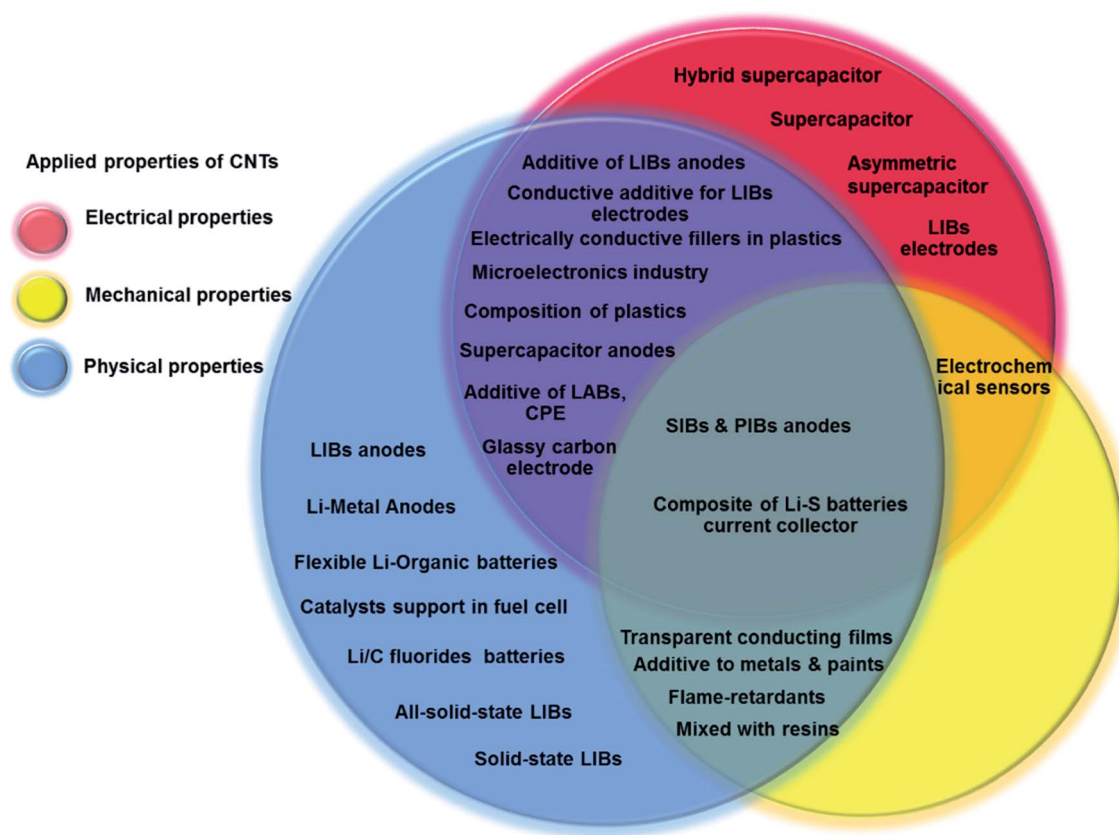 Applied properties of CNTs
Electrical properties
Mechanical properties
Physical properties
Hybrid supercapacitor
Supercapacitor
Asymmetric
supercapacitor
LIBs
electrodes
Additive of LIBs anodes
Conductive additive for LIBs
electrodes
Electrically conductive fillers in plastics
Microelectronics industry
Composition of plastics
Supercapacitor anodes
Additive of LABs,
CPE
Glassy carbon
electrode
Electrochem
ical sensors
SIBs & PIBs anodes
Composite of Li-S batteries
current collector
LIBs anodes
Li-Metal Anodes
Flexible Li-Organic batteries
Catalysts support in fuel cell
Li/C fluorides batteries
All-solid-state LIBs
Solid-state LIBs
Transparent conducting films
Additive to metals & paints
Flame-retardants
Mixed with resins